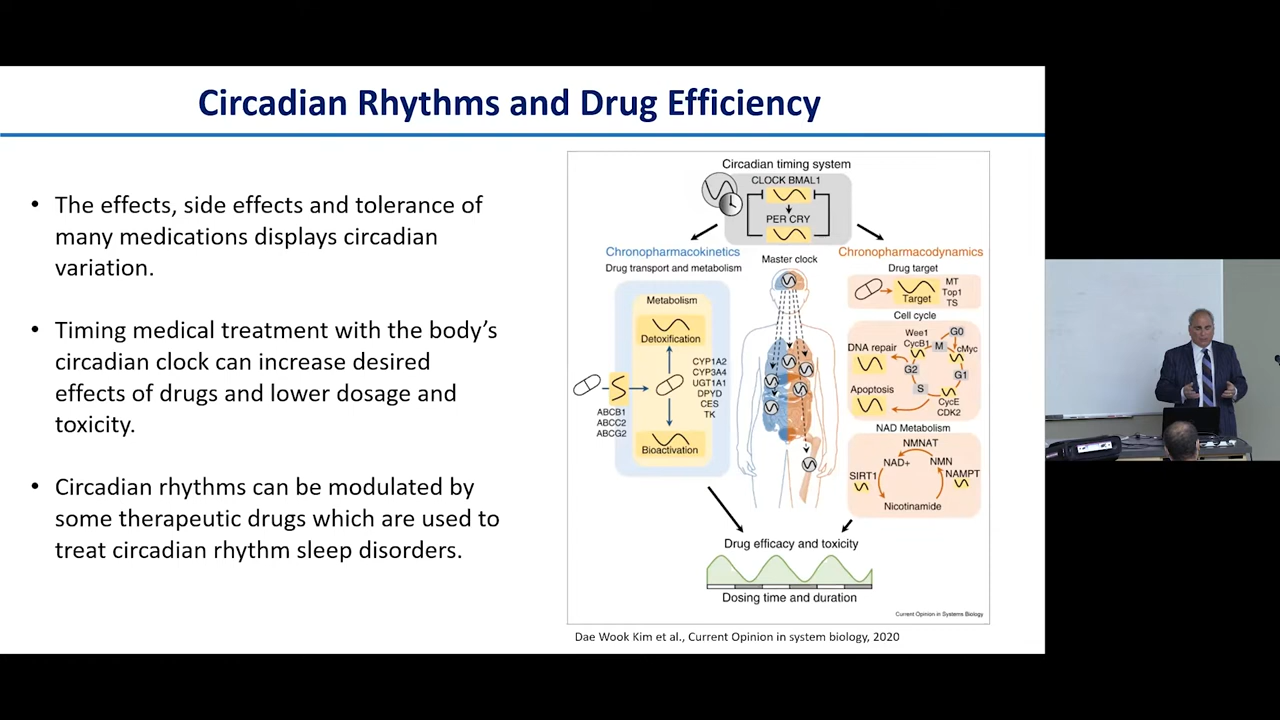 Circadian Rhythms and Drug Efficiency
• The effects, side effects and tolerance of
many medications displays circadian
variation.
• Timing medical treatment with the body’s
circadian clock can increase desired
effects of drugs and lower dosage and
toxicity.
• Circadian rhythms can be modulated by
some therapeutic drugs which are used to
treat circadian rhythm sleep disorders.
Circadian timing system
CLOCK BMAL1
PER CRY
Chronopharmacokinetics
Drug transport and metabolism
Metabolism
Detoxification
CYP1A2
CYP3A4
UGT1A1
DPYD
CES
TK
ABCB1
ABCC2
ABCG2
Bioactivation
Master clock
Chronopharmacodynamics
Drug target
Target
MT
Top1
TS
Cell cycle
Wee1
CycB1
M
G0
cMyc
DNA repair
G2
G1
Apoptosis
S
CycE
CDK2
NAD Metabolism
NMNAT
NAD+
NMN
SIRT1
NAMPT
Nicotinamide
Drug efficacy and toxicity
Dosing time and duration
Current Opinion in Systems Biology
Dae Wook Kim et al., Current Opinion in system biology, 2020